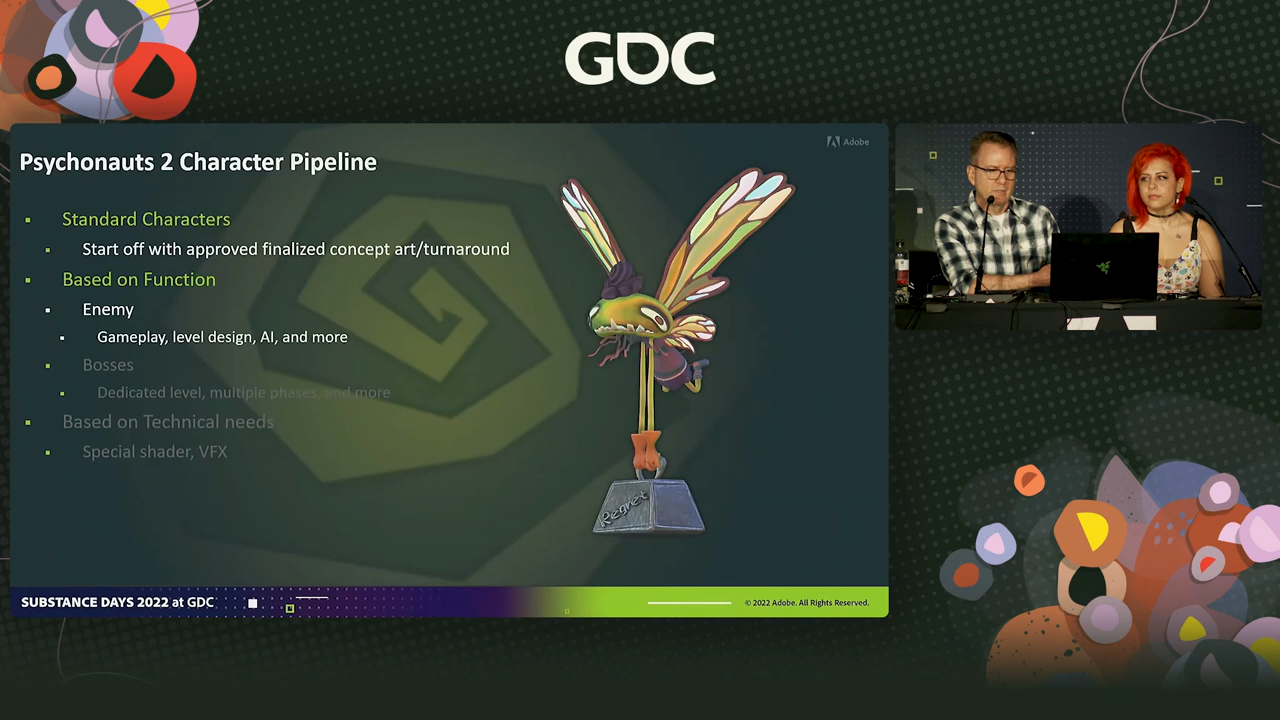 GDC
Adobe
Psychonauts 2 Character Pipeline
Standard Characters
Start off with approved finalized concept art/turnaround
Based on Function
Enemy
Gameplay, level design, AI, and more
Bosses
Dedicated level, multiple phases, and more
Based on Technical needs
Special shader, VFX
Regret
SUBSTANCE DAYS 2022 at GDC
© 2022 Adobe. All Rights Reserved.